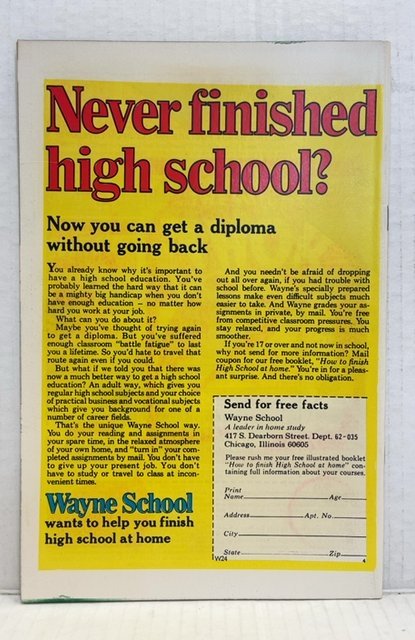 Never finished
high school?
Now you can get a diploma
without going back
You already know why it's important to
have a high school education. You've
probably learned the hard way that it can
be a mighty big handicap when you don't
have enough education – no matter how
hard you work at your job.
What can you do about it?
Maybe you've thought of trying again
to get a diploma. But you've suffered
enough classroom "battle fatigue" to last
you a lifetime. So you'd hate to travel that
route again even if you could.
But what if we told you that there was
now a much better way to get a high school
education? An adult way, which gives you
regular high school subjects and your choice
of practical business and vocational subjects
which give you background for one of a
number of career fields.
That's the unique Wayne School Way.
You do your reading and assignments in
your spare time, in the relaxed atmosphere
of your own home, and "turn in" your com-
pleted assignments by mail. You don't have
to give up your present job. You don't
have to study or travel to class at incon-
venient times.
Wayne School
wants to help you finish
high school at home
And you needn't be afraid of dropping
out all over again, if you had trouble with
school before. Wayne's specially prepared
lessons make even difficult subjects much
easier to take. And Wayne grades your as-
signments in private, by mail. You're free
from competitive classroom pressures. You
stay relaxed, and your progress is much
smoother.
If you're 17 or over and not now in school,
why not send for more information? Mail
coupon for our free booklet, "How to finish
High School at home." You're in for a pleas-
ant surprise. And there's no obligation.
Send for free facts
Wayne School
A leader in home study
417 S. Dearborn Street. Dept. 62-035
Chicago, Illinois 60605
Please rush me your free illustrated booklet
"How to finish High School at home" con-
taining full information about your courses.
Print
Name Age
Address Apt. No.
City
State Zip
W24 4